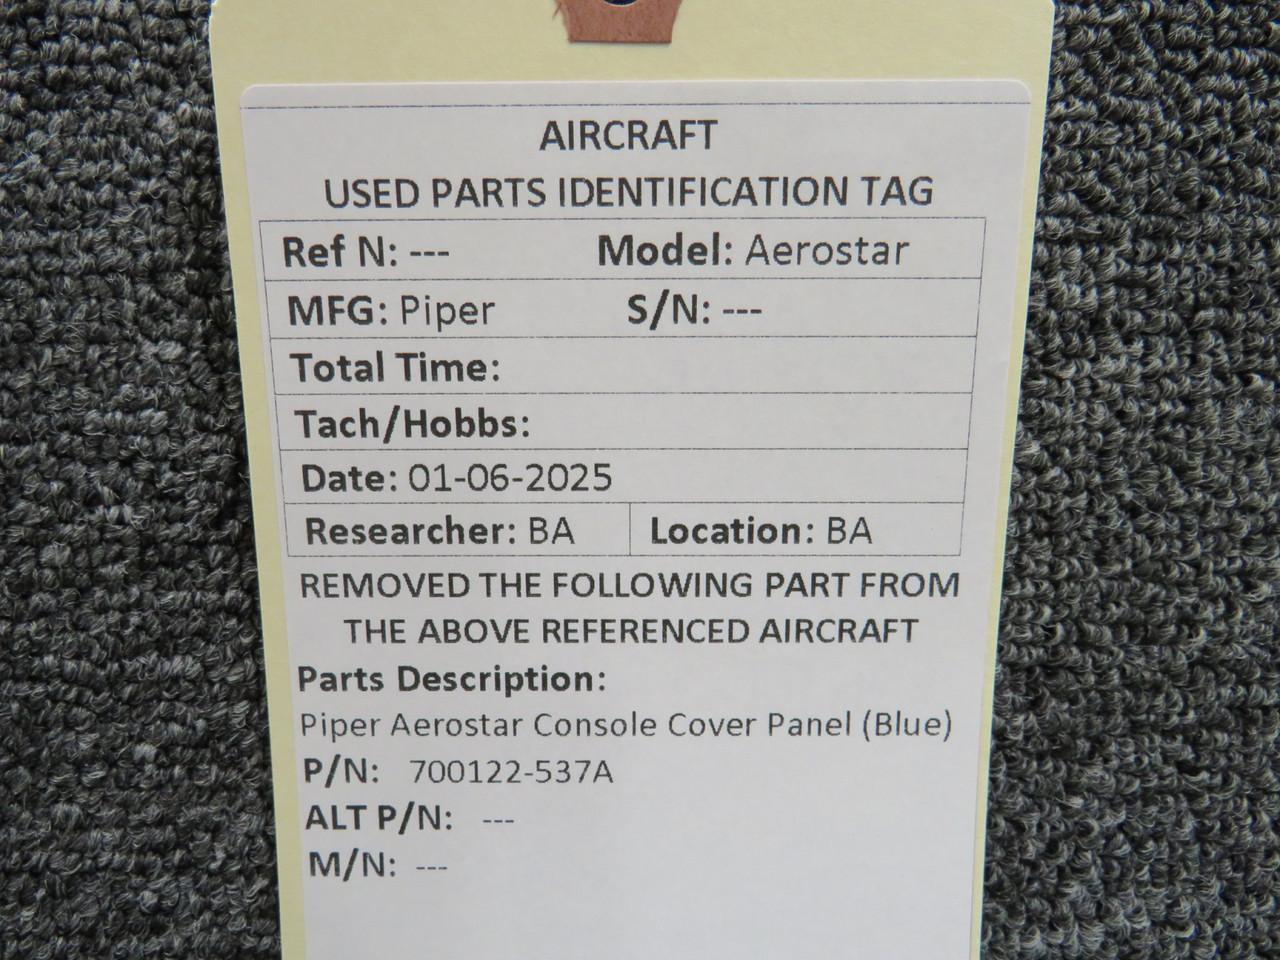 AIRCRAFT
USED PARTS IDENTIFICATION TAG
Ref N: --- Model: Aerostar
MFG: Piper S/N: ---
Total Time:
Tach/Hobbs:
Date: 01-06-2025
Researcher: BA Location: BA
REMOVED THE FOLLOWING PART FROM
THE ABOVE REFERENCED AIRCRAFT
Parts Description:
Piper Aerostar Console Cover Panel (Blue)
P/N: 700122-537A
ALT P/N: ---
M/N: ---